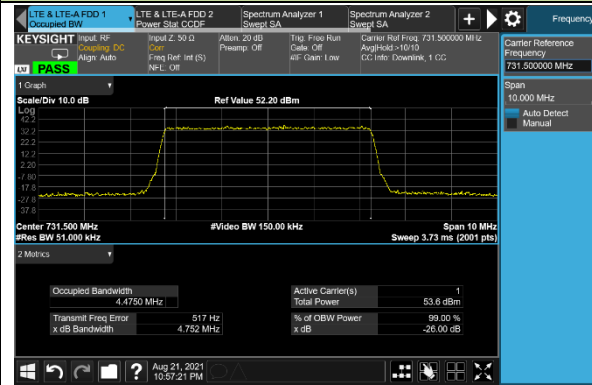 LTE & LTE-A FDD 1
Occupied BW
LTE & LTE-A FDD 2
Power Stat CCDF
Spectrum Analyzer 1
Swept SA
Spectrum Analyzer 2
Swept SA
+
Frequency
KEYSIGHT
Input: RF
Coupling: DC
Align: Auto
Input Z: 50 Ω
Corr
Freq Ref: Int (S)
NFE: Off
Atten: 20 dB
Preamp: Off
Trig: Free Run
Gate: Off
#IF Gain: Low
Carrier Ref Freq: 731.500000 MHz
Avg|Hold:>10/10
CC Info: Downlink, 1 CC
LXI
PASS
Carrier Reference
Frequency
731.500000 MHz
Span
10.000 MHz
Auto Detect
Manual
1 Graph
Scale/Div 10.0 dB
Ref Value 52.20 dBm
Log
42.2
32.2
22.2
12.2
2.20
-7.80
-17.8
-27.8
-37.8
Center 731.500 MHz
#Video BW 150.00 kHz
Span 10 MHz
#Res BW 51.000 kHz
Sweep 3.73 ms (2001 pts)
2 Metrics
Occupied Bandwidth
4.4750 MHz
Active Carrier(s) 1
Total Power 53.6 dBm
Transmit Freq Error 517 Hz
x dB Bandwidth 4.752 MHz
% of OBW Power 99.00 %
x dB -26.00 dB
?
Aug 21, 2021
10:57:21 PM